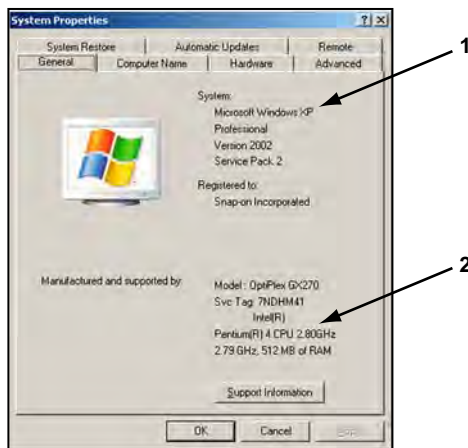 System Properties
System Restore Automatic Updates Remote
General Computer Name Hardware Advanced
1
System:
Microsoft Windows XP
Professional
Version 2002
Service Pack 2
Registered to:
Snap-on Incorporated
2
Manufactured and supported by
Model : OptiPlex GX270
Svc Tag: 7NDHM41
Intel(R)
Pentium(R) 4 CPU 2.80GHz
2.79 GHz, 512 MB of RAM
Support Information
OK Cancel